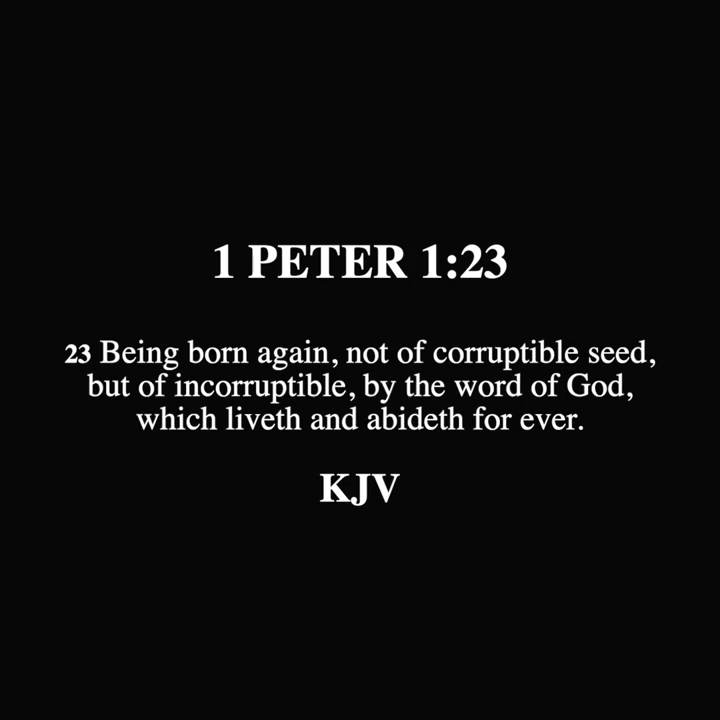 1 PETER 1:23
23 Being born again, not of corruptible seed,
but of incorruptible, by the word of God,
which liveth and abideth for ever.
KJV